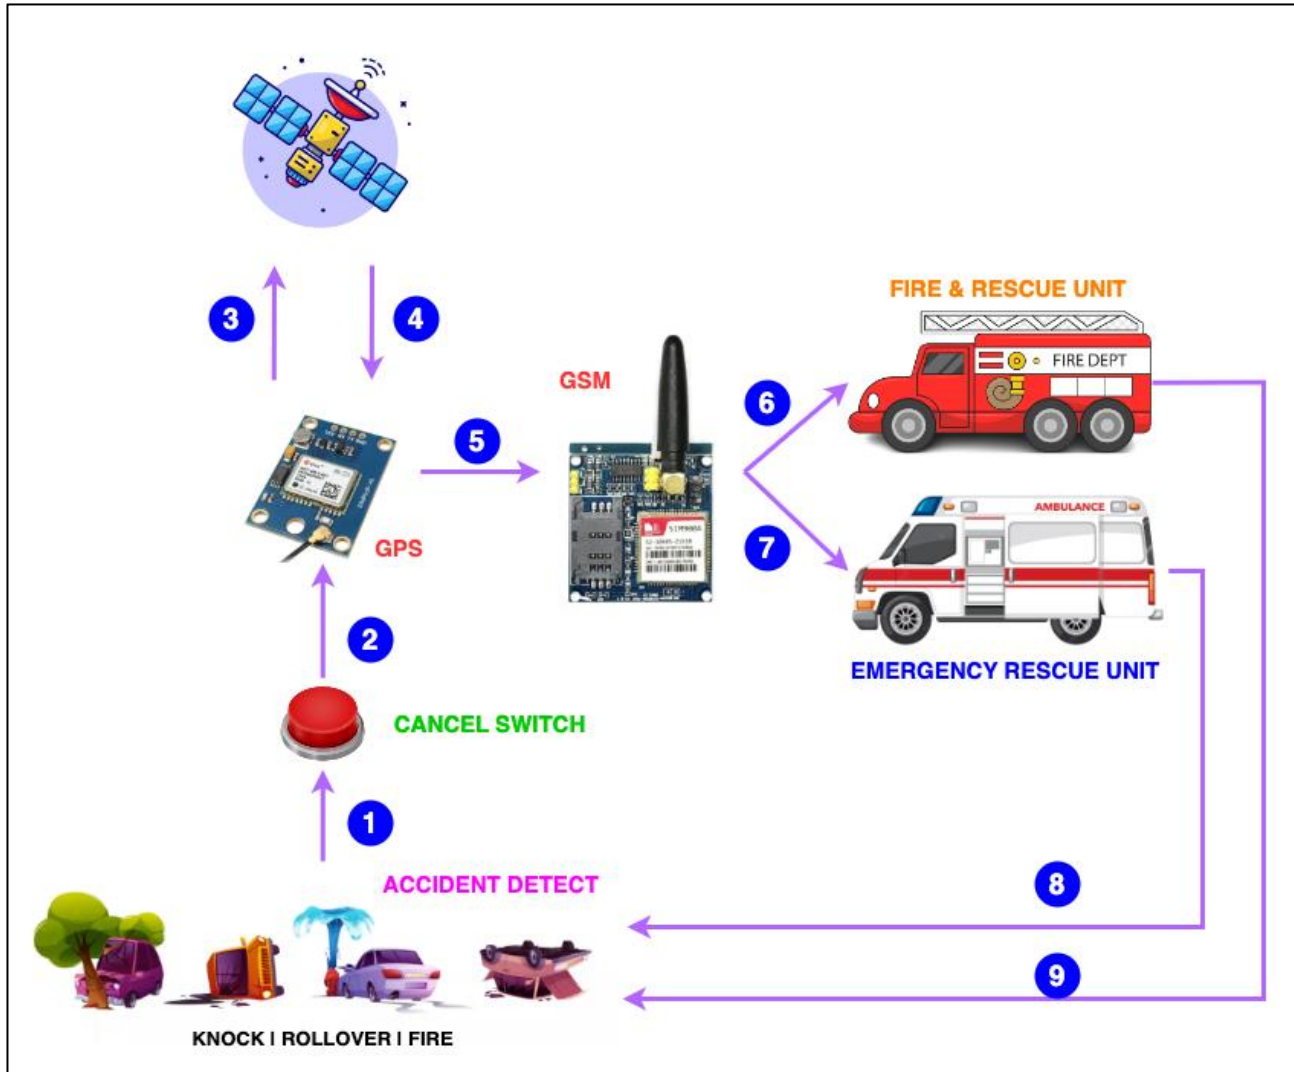 3
4
FIRE & RESCUE UNIT
FIRE DEPT
GSM
6
5
GPS
7
AMBULANCE
EMERGENCY RESCUE UNIT
2
CANCEL SWITCH
1
ACCIDENT DETECT
8
9
KNOCK I ROLLOVER I FIRE